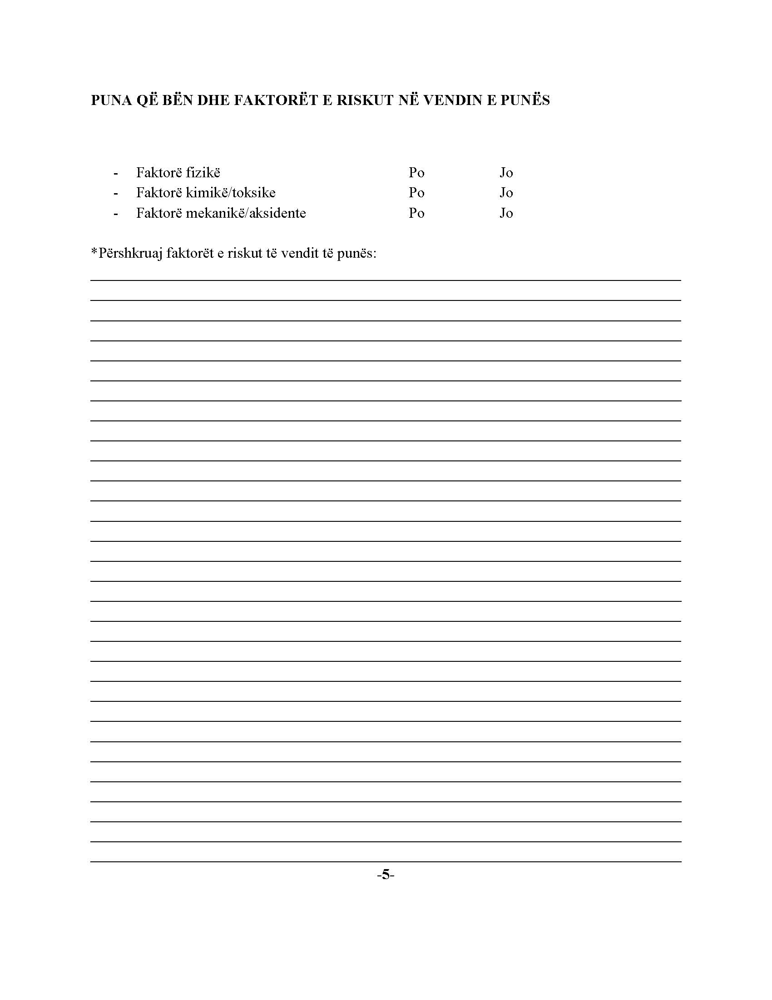 PUNA QË BËN DHE FAKTORËT E RISKUT NË VENDIN E PUNËS
- Faktorë fizikë Po Jo
- Faktorë kimikë/toksike Po Jo
- Faktorë mekanikë/aksidente Po Jo
*Përshkruaj faktorët e riskut të vendit të punës:
-5-